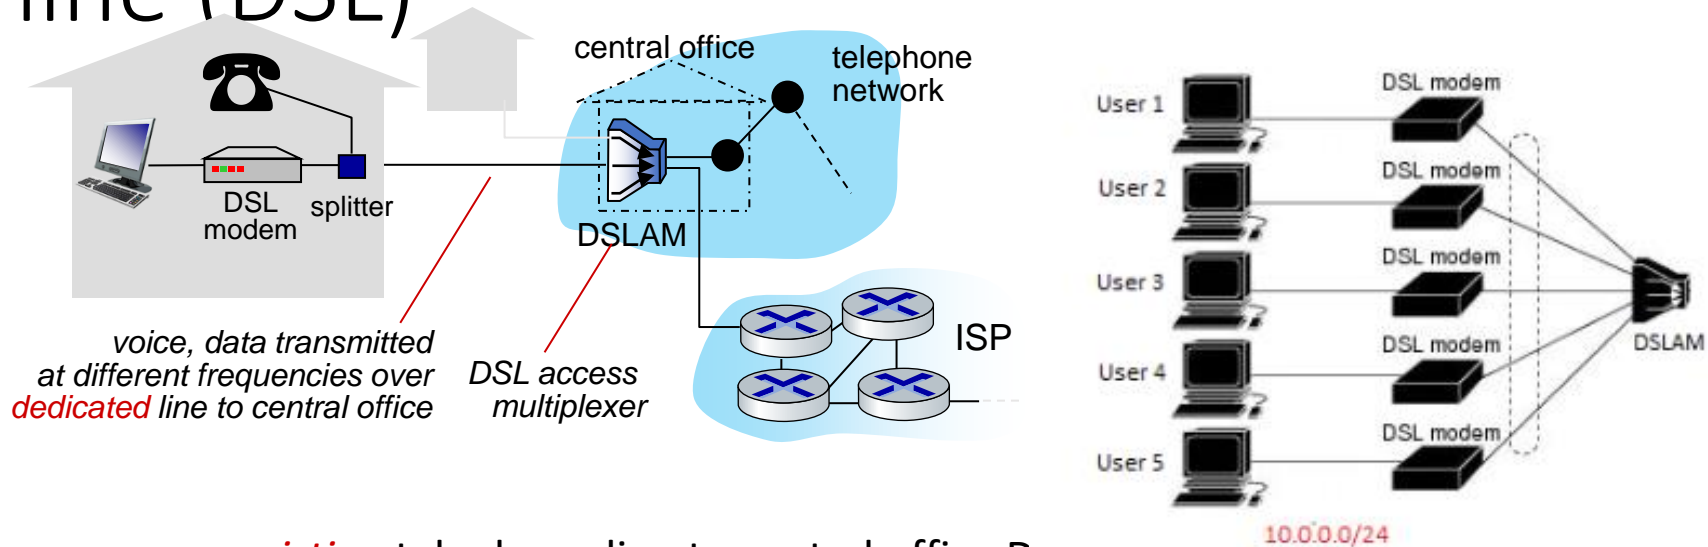 line (DSL)
central office
telephone
network
DSL
modem
splitter
DSLAM
voice, data transmitted
at different frequencies over
dedicated line to central office
DSL access
multiplexer
ISP
User 1
DSL modem
User 2
DSL modem
User 3
DSL modem
User 4
DSL modem
User 5
DSL modem
DSLAM
10.0.0.0/24